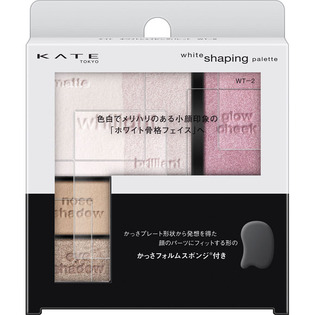 KATE
TOKYO
white shaping palette
WT-2
matte
white
brilliant
glow
cheek
色白でメリハリのある小顔印象の
「ホワイト骨格フェイス」へ
nose
shadow
eye
shadow
かっさプレート形状から発想を得た
顔のパーツにフィットする形の
かっさフォルムスポンジ®付き